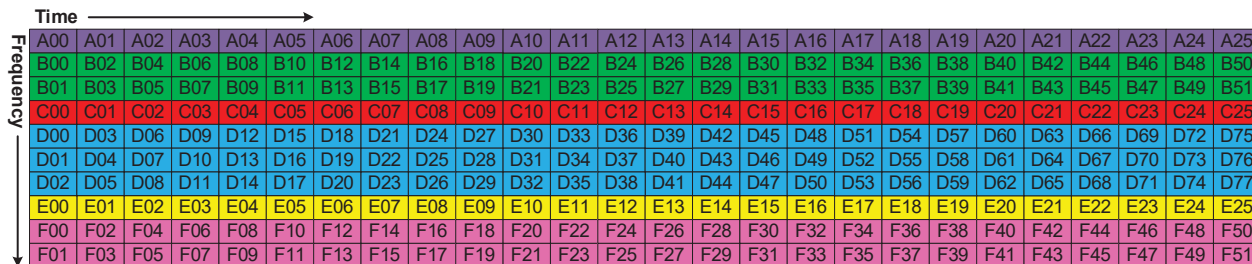 Time
Frequency
A00 A01 A02 A03 A04 A05 A06 A07 A08 A09 A10 A11 A12 A13 A14 A15 A16 A17 A18 A19 A20 A21 A22 A23 A24 A25
B00 B02 B04 B06 B08 B10 B12 B14 B16 B18 B20 B22 B24 B26 B28 B30 B32 B34 B36 B38 B40 B42 B44 B46 B48 B50
B01 B03 B05 B07 B09 B11 B13 B15 B17 B19 B21 B23 B25 B27 B29 B31 B33 B35 B37 B39 B41 B43 B45 B47 B49 B51
C00 C01 C02 C03 C04 C05 C06 C07 C08 C09 C10 C11 C12 C13 C14 C15 C16 C17 C18 C19 C20 C21 C22 C23 C24 C25
D00 D03 D06 D09 D12 D15 D18 D21 D24 D27 D30 D33 D36 D39 D42 D45 D48 D51 D54 D57 D60 D63 D66 D69 D72 D75
D01 D04 D07 D10 D13 D16 D19 D22 D25 D28 D31 D34 D37 D40 D43 D46 D49 D52 D55 D58 D61 D64 D67 D70 D73 D76
D02 D05 D08 D11 D14 D17 D20 D23 D26 D29 D32 D35 D38 D41 D44 D47 D50 D53 D56 D59 D62 D65 D68 D71 D74 D77
E00 E01 E02 E03 E04 E05 E06 E07 E08 E09 E10 E11 E12 E13 E14 E15 E16 E17 E18 E19 E20 E21 E22 E23 E24 E25
F00 F02 F04 F06 F08 F10 F12 F14 F16 F18 F20 F22 F24 F26 F28 F30 F32 F34 F36 F38 F40 F42 F44 F46 F48 F50
F01 F03 F05 F07 F09 F11 F13 F15 F17 F19 F21 F23 F25 F27 F29 F31 F33 F35 F37 F39 F41 F43 F45 F47 F49 F51